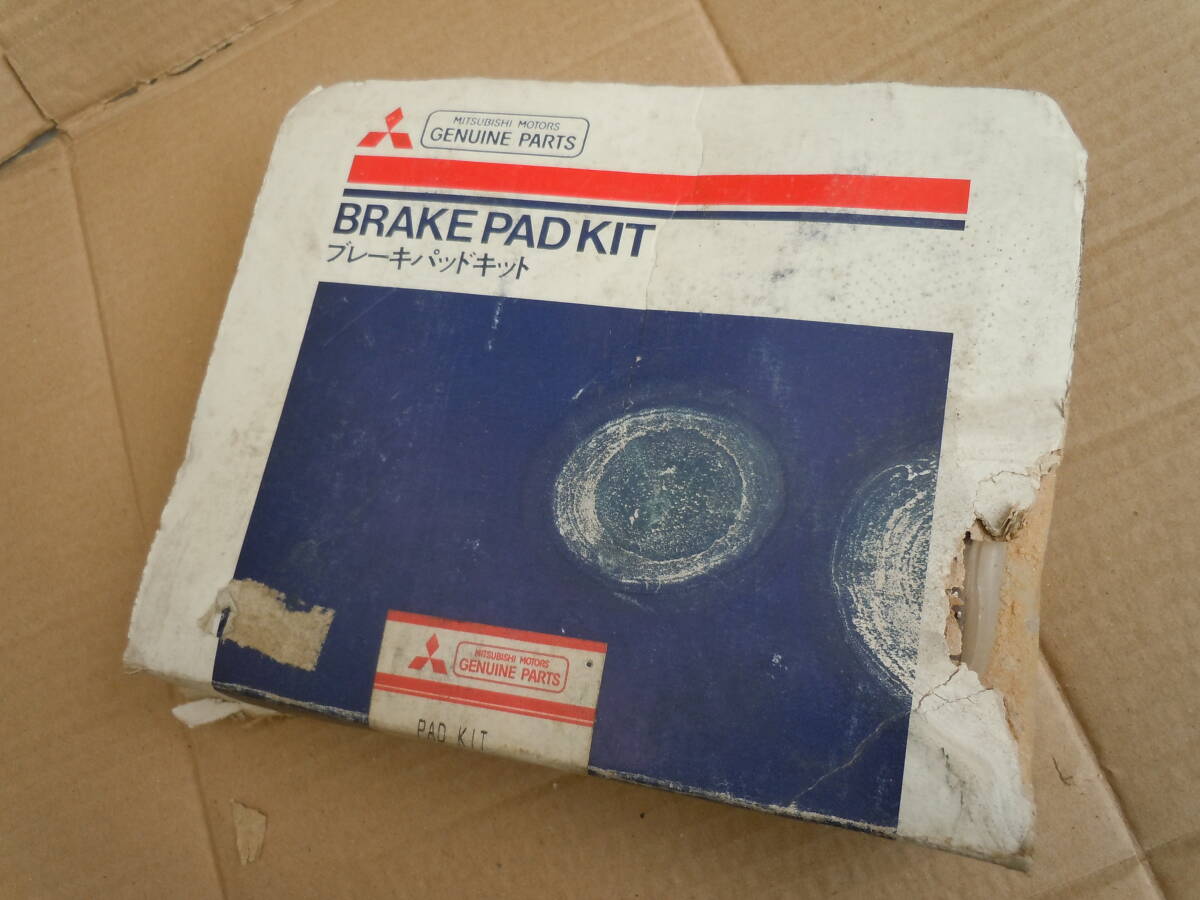 MITSUBISHI MOTORS
GENUINE PARTS
BRAKE PAD KIT
ブレーキパッドキット
MITSUBISHI MOTORS
GENUINE PARTS
PAD KIT